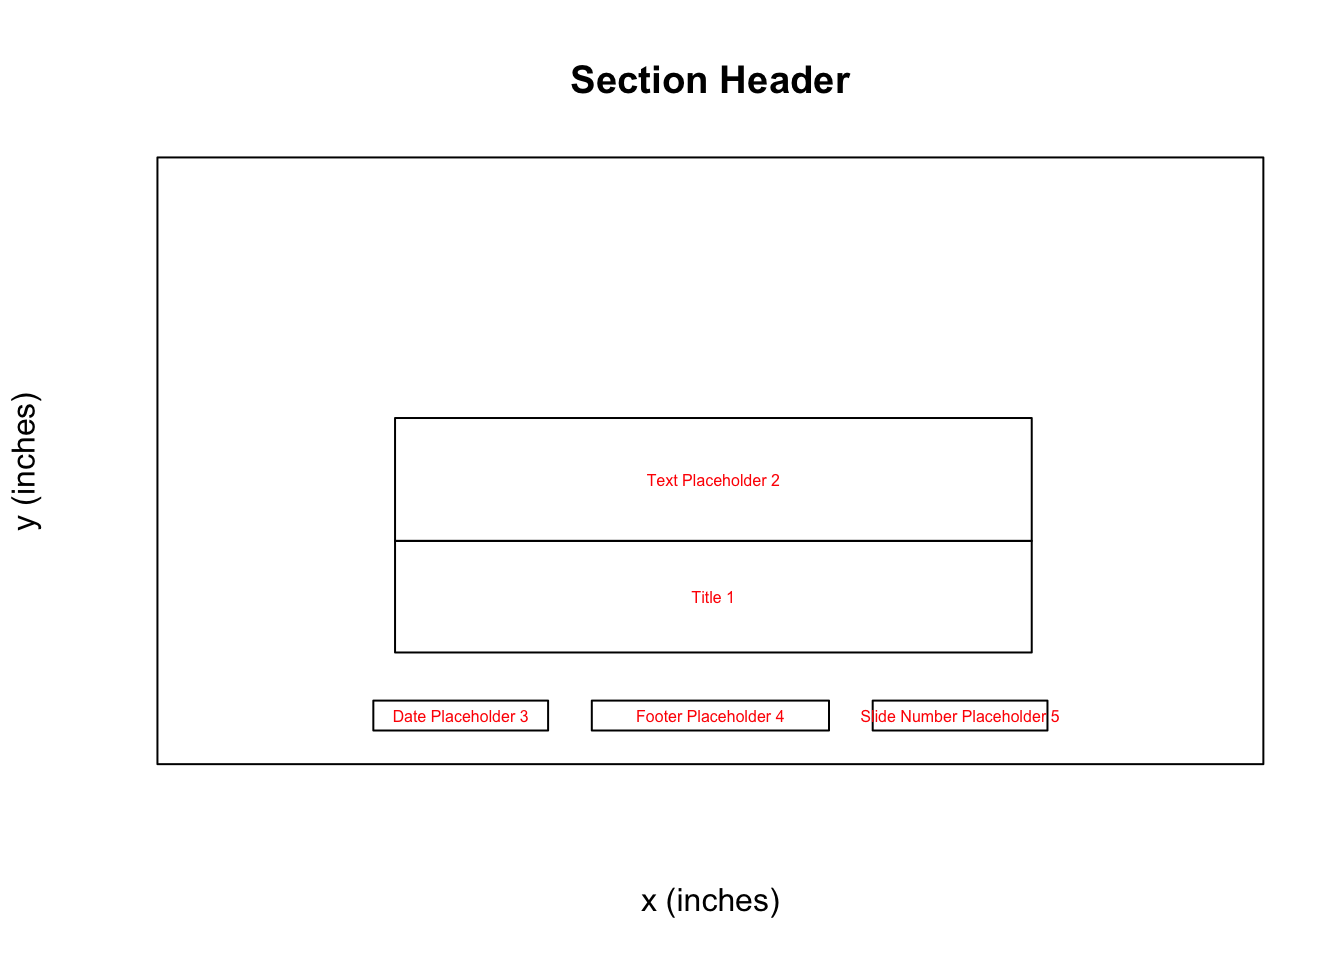 Section Header
y (inches)
Text Placeholder 2
Title 1
Date Placeholder 3
Footer Placeholder 4
Slide Number Placeholder 5
x (inches)